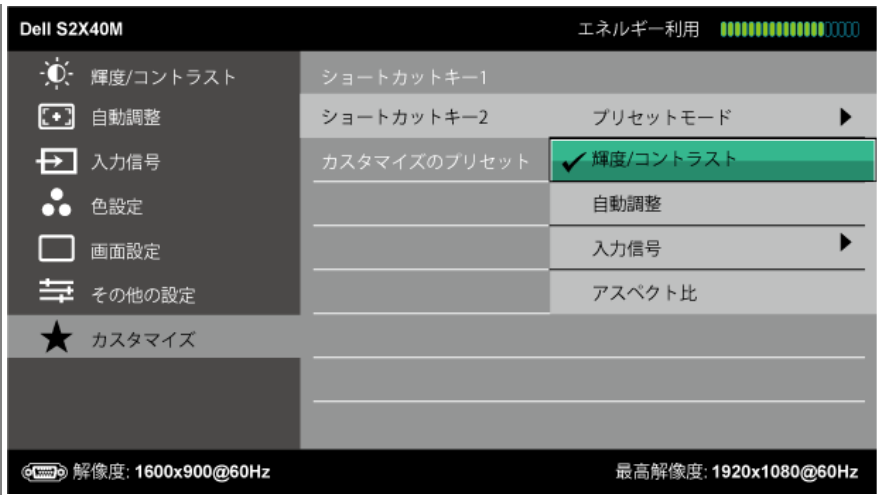 Dell S2X40M エネルギー利用
輝度/コントラスト ショートカットキー1
自動調整 ショートカットキー2 プリセットモード
入力信号 カスタマイズのプリセット 輝度/コントラスト
色設定 自動調整
画面設定 入力信号
その他の設定 アスペクト比
カスタマイズ
解像度: 1600x900@60Hz 最高解像度: 1920x1080@60Hz